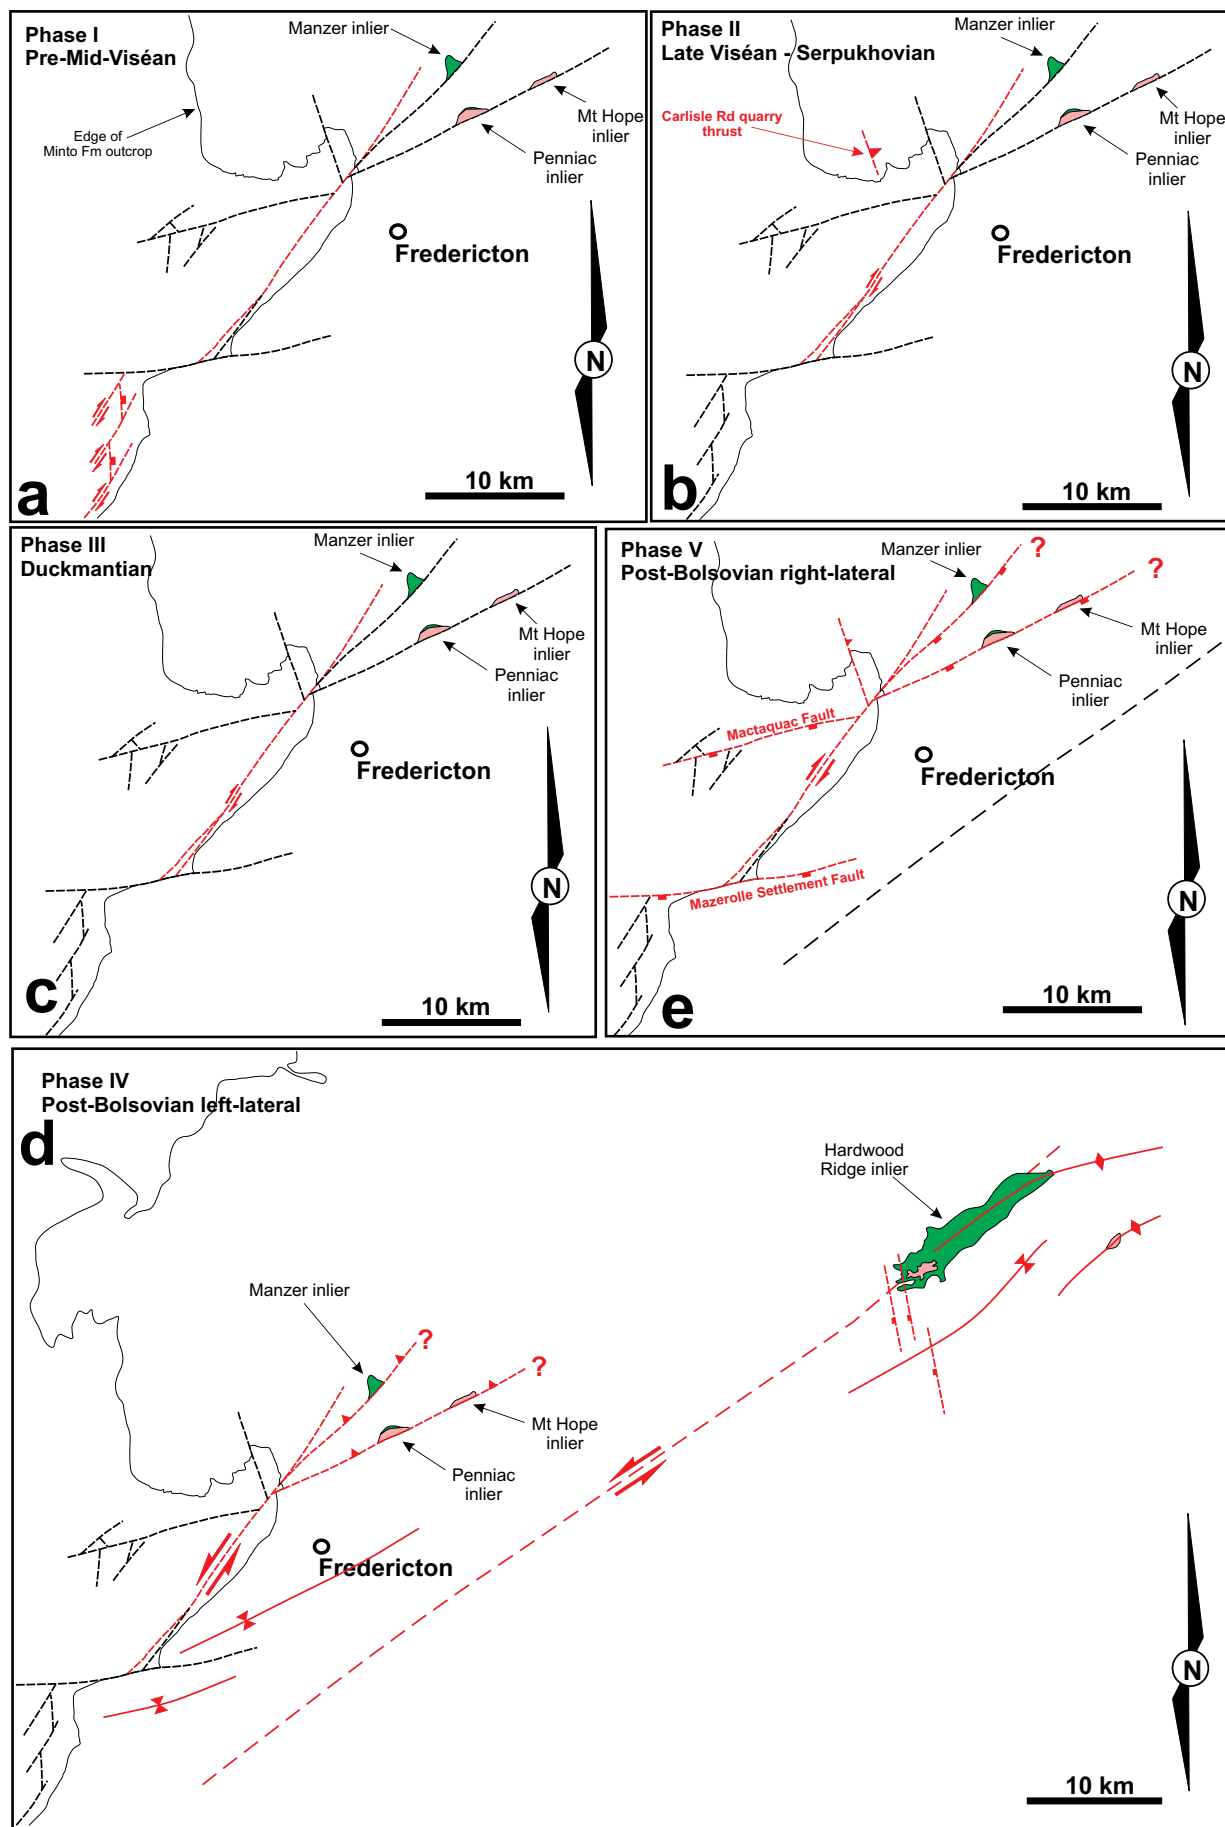 Phase I
Pre-Mid-Viséan
Manzer inlier
Mt Hope
inlier
Penniac
inlier
Edge of
Minto Fm outcrop
Fredericton
N
10 km
a
Phase II
Late Viséan - Serpukhovian
Manzer inlier
Carlisle Rd quarry
thrust
Mt Hope
inlier
Penniac
inlier
Fredericton
N
10 km
b
Phase III
Duckmantian
Manzer inlier
Mt Hope
inlier
Penniac
inlier
Fredericton
N
10 km
c
Phase V
Post-Bolsovian right-lateral
Manzer inlier
?
?
Mt Hope
inlier
Penniac
inlier
Mactaquac Fault
Fredericton
Mazerolle Settlement Fault
N
10 km
e
Phase IV
Post-Bolsovian left-lateral
d
Hardwood
Ridge inlier
Manzer inlier
?
?
Mt Hope
inlier
Penniac
inlier
Fredericton
N
10 km